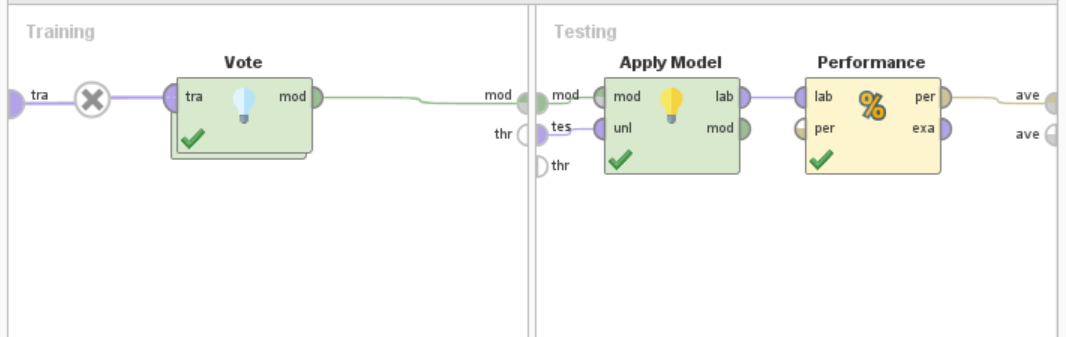 Training
Testing
Vote
Apply Model
Performance
tra
tra
mod
mod
mod
mod
lab
lab
per
ave
thr
tes
unl
mod
per
exa
ave
thr